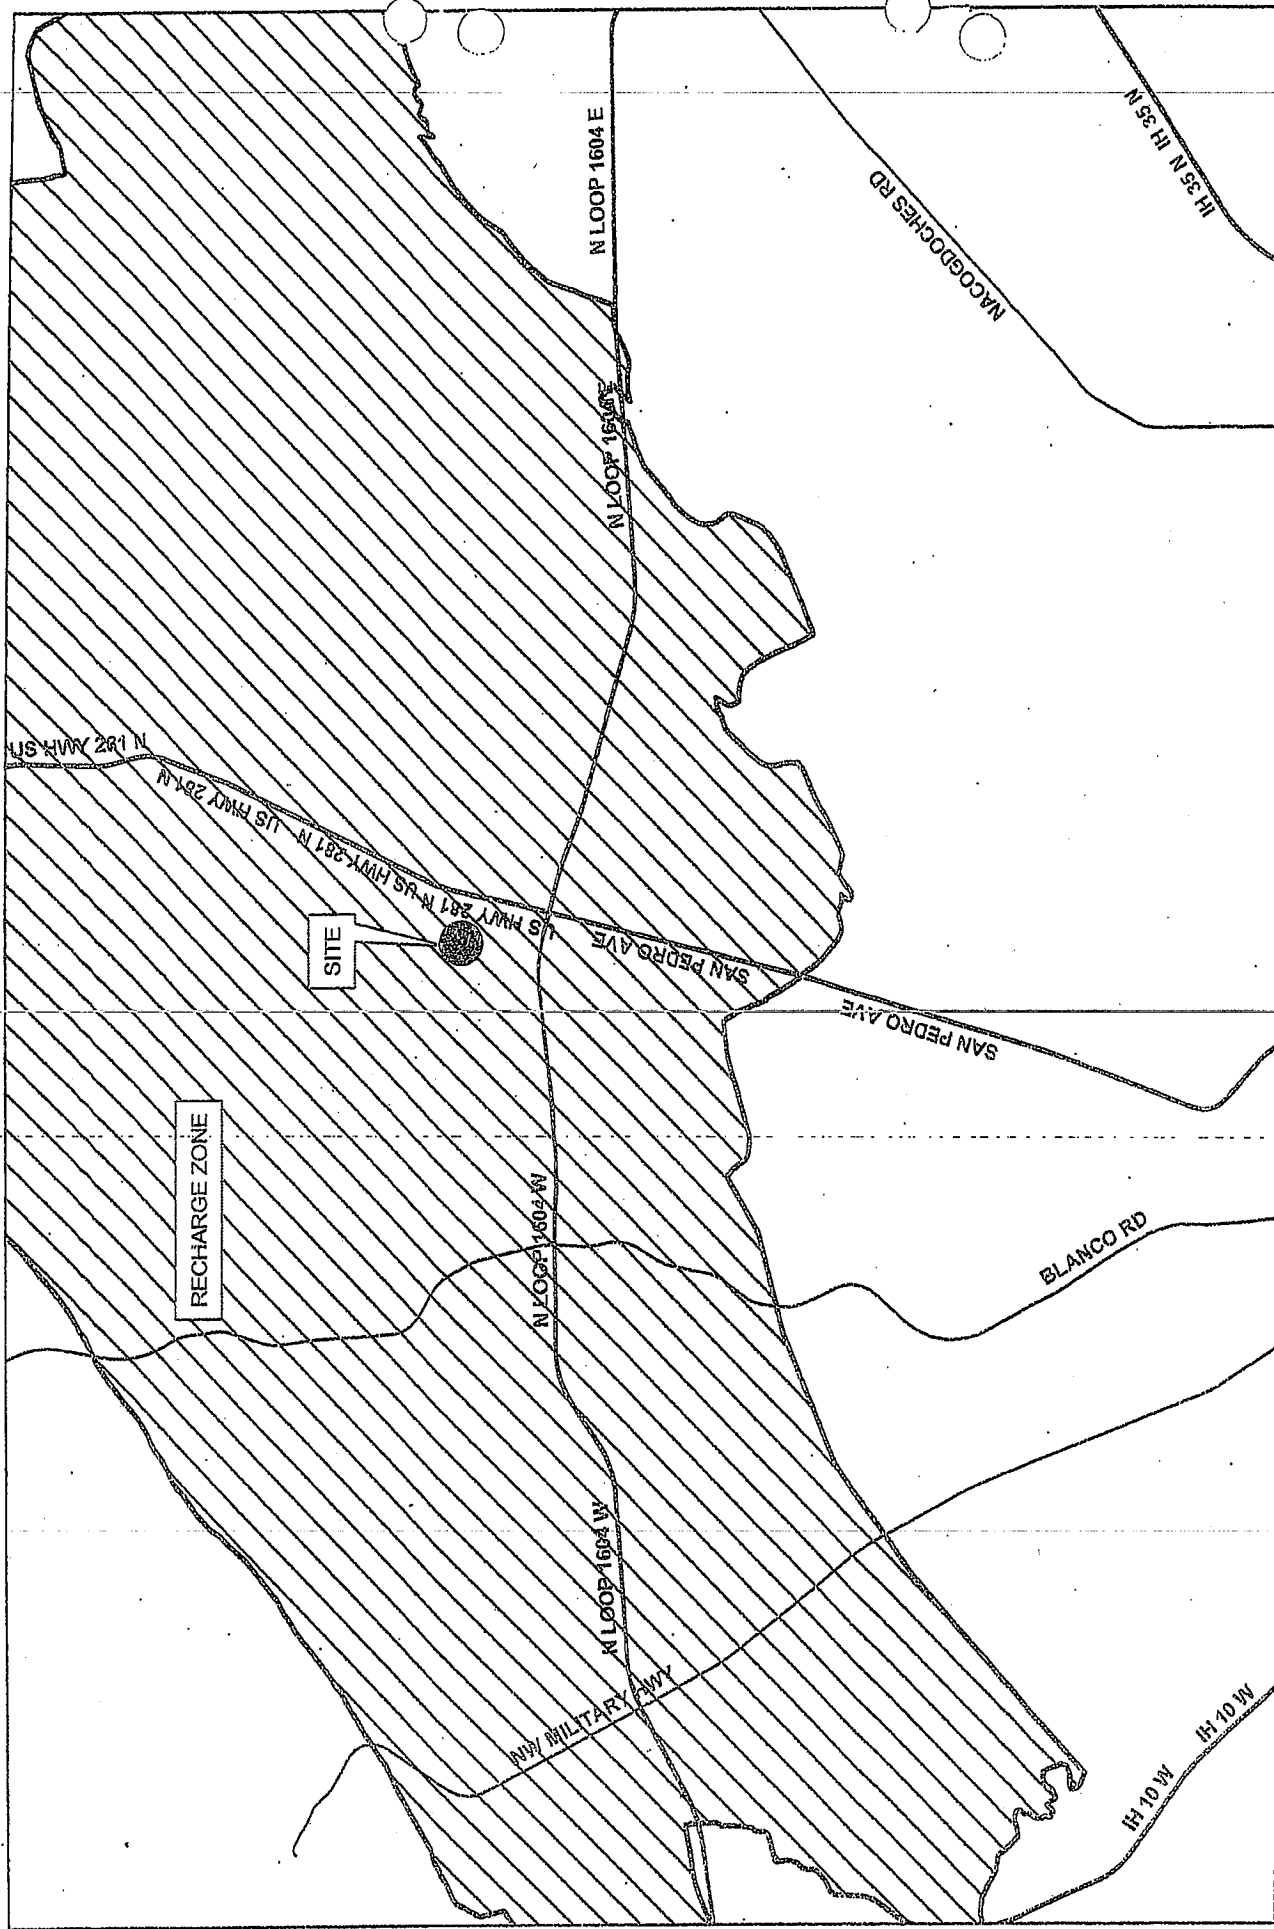 US HWY 281 N
US HWY 281 N
US HWY 281 N
US HWY 281 N
US HWY 281 N
SITE
RECHARGE ZONE
N LOOP 1604 E
N LOOP 1604 E
N LOOP 1604 W
N LOOP 1604 W
NACOGDOCHES RD
IH 35 N
IH 35 N
SAN PEDRO AVE
SAN PEDRO AVE
BLANCO RD
NW MILITARY HWY
IH 10 W
IH 10 W